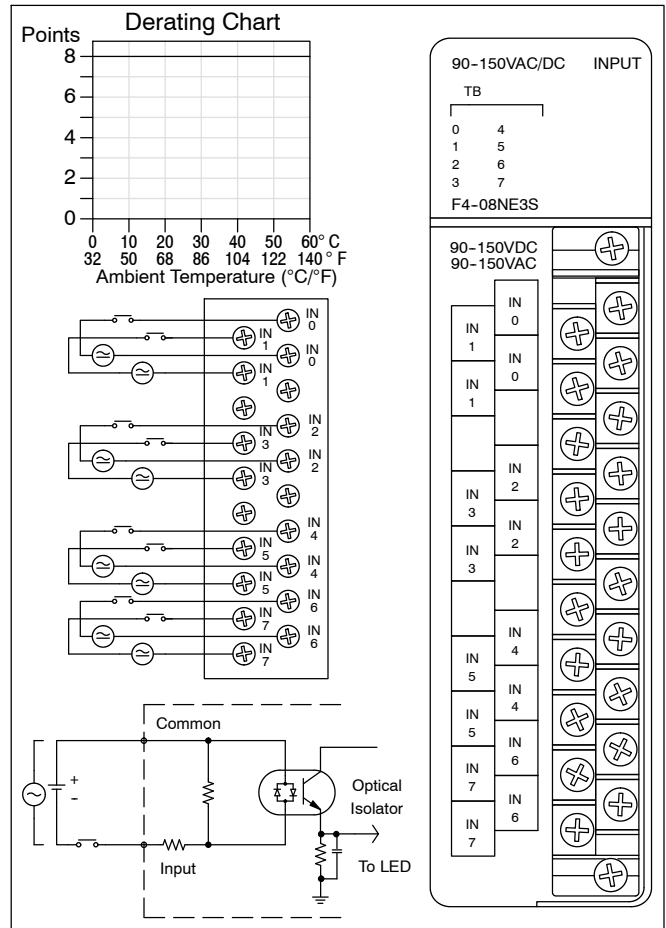 Derating Chart
Points
8
6
4
2
0
0 10 20 30 40 50 60° C
32 50 68 86 104 122 140 ° F
Ambient Temperature (°C/°F)
IN
0
IN
1
IN
0
IN
1
IN
2
IN
3
IN
2
IN
3
IN
4
IN
5
IN
4
IN
5
IN
6
IN
7
IN
6
IN
7
Common
+
-
Optical
Isolator
Input
To LED
90-150VAC/DC INPUT
TB
0 4
1 5
2 6
3 7
F4-08NE3S
90-150VDC
90-150VAC
IN
0
IN
1
IN
0
IN
1
IN
2
IN
3
IN
2
IN
3
IN
4
IN
5
IN
4
IN
5
IN
6
IN
7
IN
6
IN
7